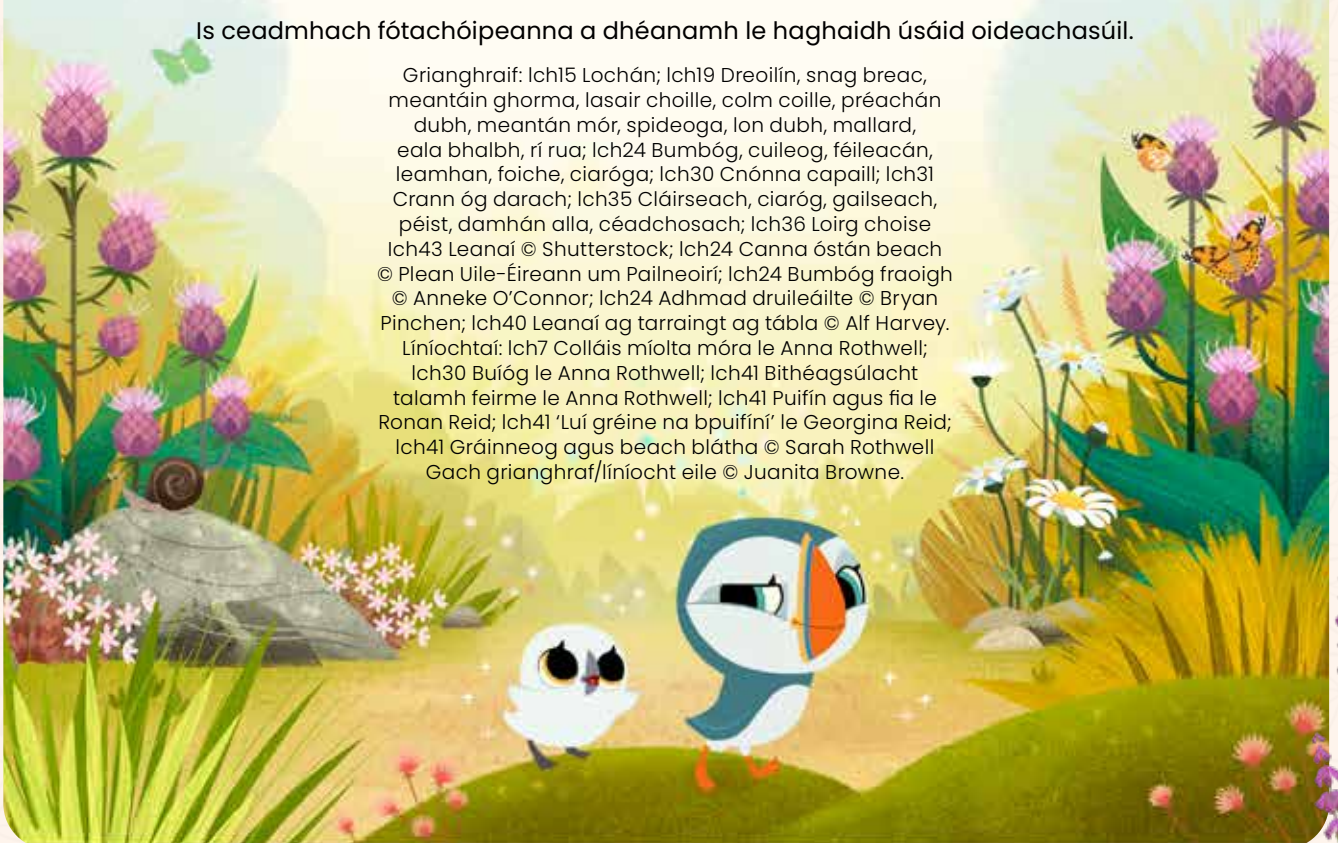 Is ceadmhach fótachóipeanna a dhéanamh le haghaidh úsáid oideachasúil.
Grianghraif: lch15 Lochán; lch19 Dreoilín, snag breac,
meantáin ghorma, lasair choille, colm coille, préachán
dubh, meantán mór, spideoga, lon dubh, mallard,
eala bhalbh, rí rua; lch24 Bumbóg, cuileog, féileacán,
leamhan, foiche, ciaróga; lch30 Cnónna capaill; lch31
Crann óg darach; lch35 Cláirseach, ciaróg, gailseach,
péist, damhán alla, céadchosach; lch36 Loirg choise
lch43 Leanaí © Shutterstock; lch24 Canna óstán beach
© Plean Uile-Éireann um Pailneoirí; lch24 Bumbóg fraoigh
© Anneke O'Connor; lch24 Adhmad druileáilte © Bryan
Pinchen; lch40 Leanaí ag tarraingt ag tábla © Alf Harvey.
Líníochtaí: lch7 Colláis míolta móra le Anna Rothwell;
lch30 Buíóg le Anna Rothwell; lch41 Bithéagsúlacht
talamh feirme le Anna Rothwell; lch41 Puifín agus fia le
Ronan Reid; lch41 ‘Luí gréine na bpuifíní’ le Georgina Reid;
lch41 Gráinneog agus beach blátha © Sarah Rothwell
Gach grianghraf/líníocht eile © Juanita Browne.